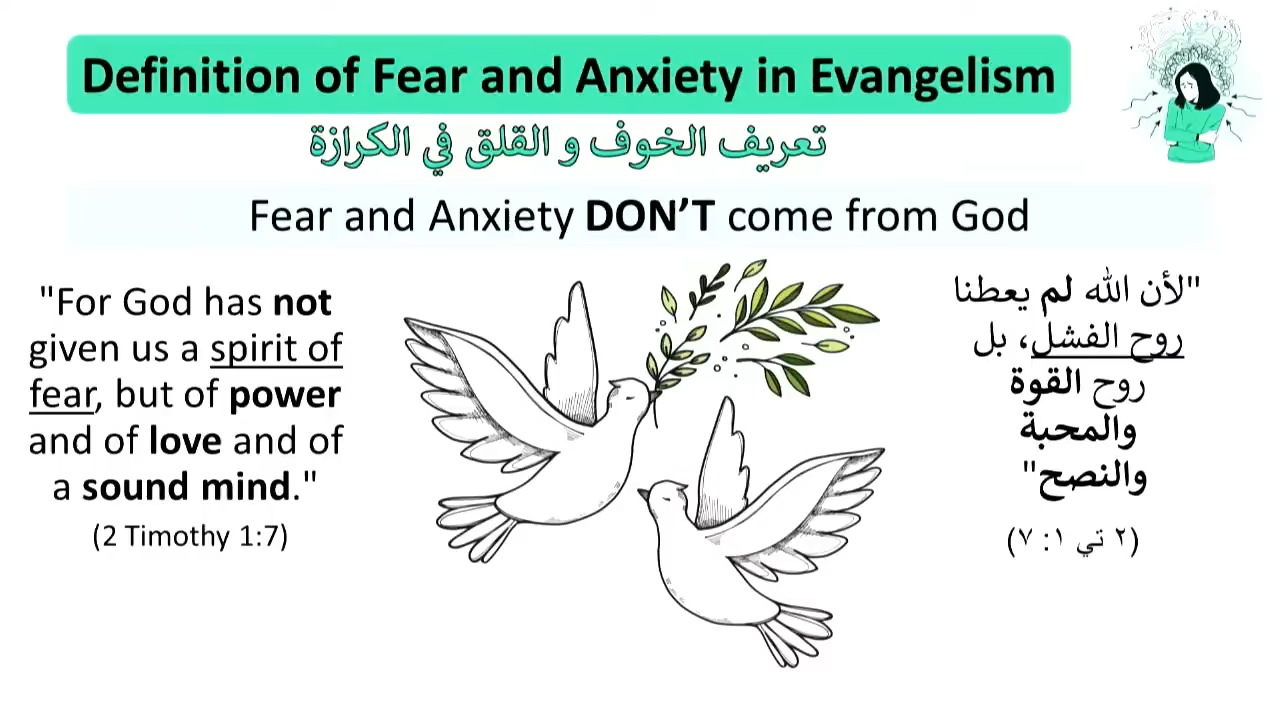 Definition of Fear and Anxiety in Evangelism
تعريف الخوف و القلق في الكرازة
Fear and Anxiety DON'T come from God
"For God has not
given us a spirit of
fear, but of power
and of love and of
a sound mind."
(2 Timothy 1:7)
"لأن الله لم يعطنا
روح الفشل، بل
روح القوة
والمحبة
والنصح"
(٢ تي ١: ٧)